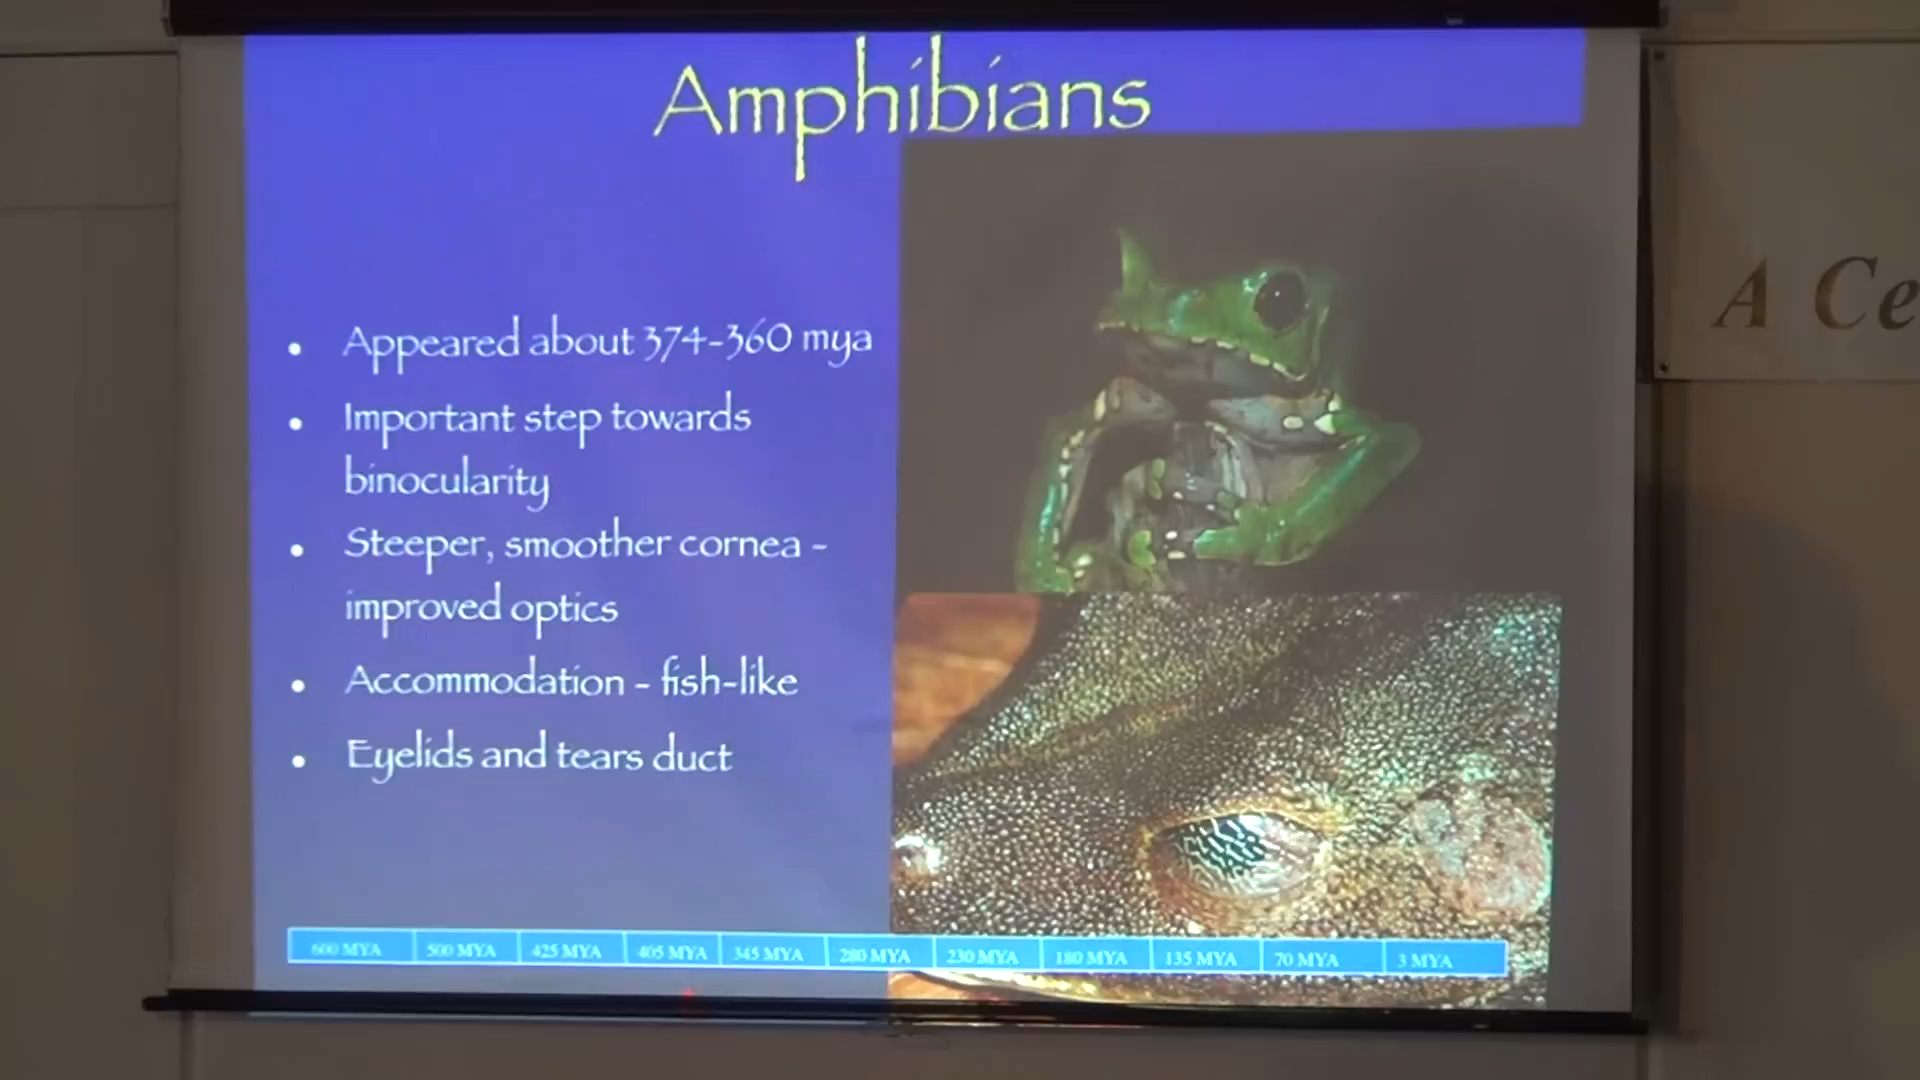 Amphibians
Appeared about 374-360 mya
Important step towards
binocularity
Steeper, smoother cornea -
improved optics
Accommodation - fish-like
Eyelids and tears duct
600 MYA 500 MYA 425 MYA 405 MYA 345 MYA 280 MYA 230 MYA 180 MYA 135 MYA 70 MYA 3 MYA
A Ce